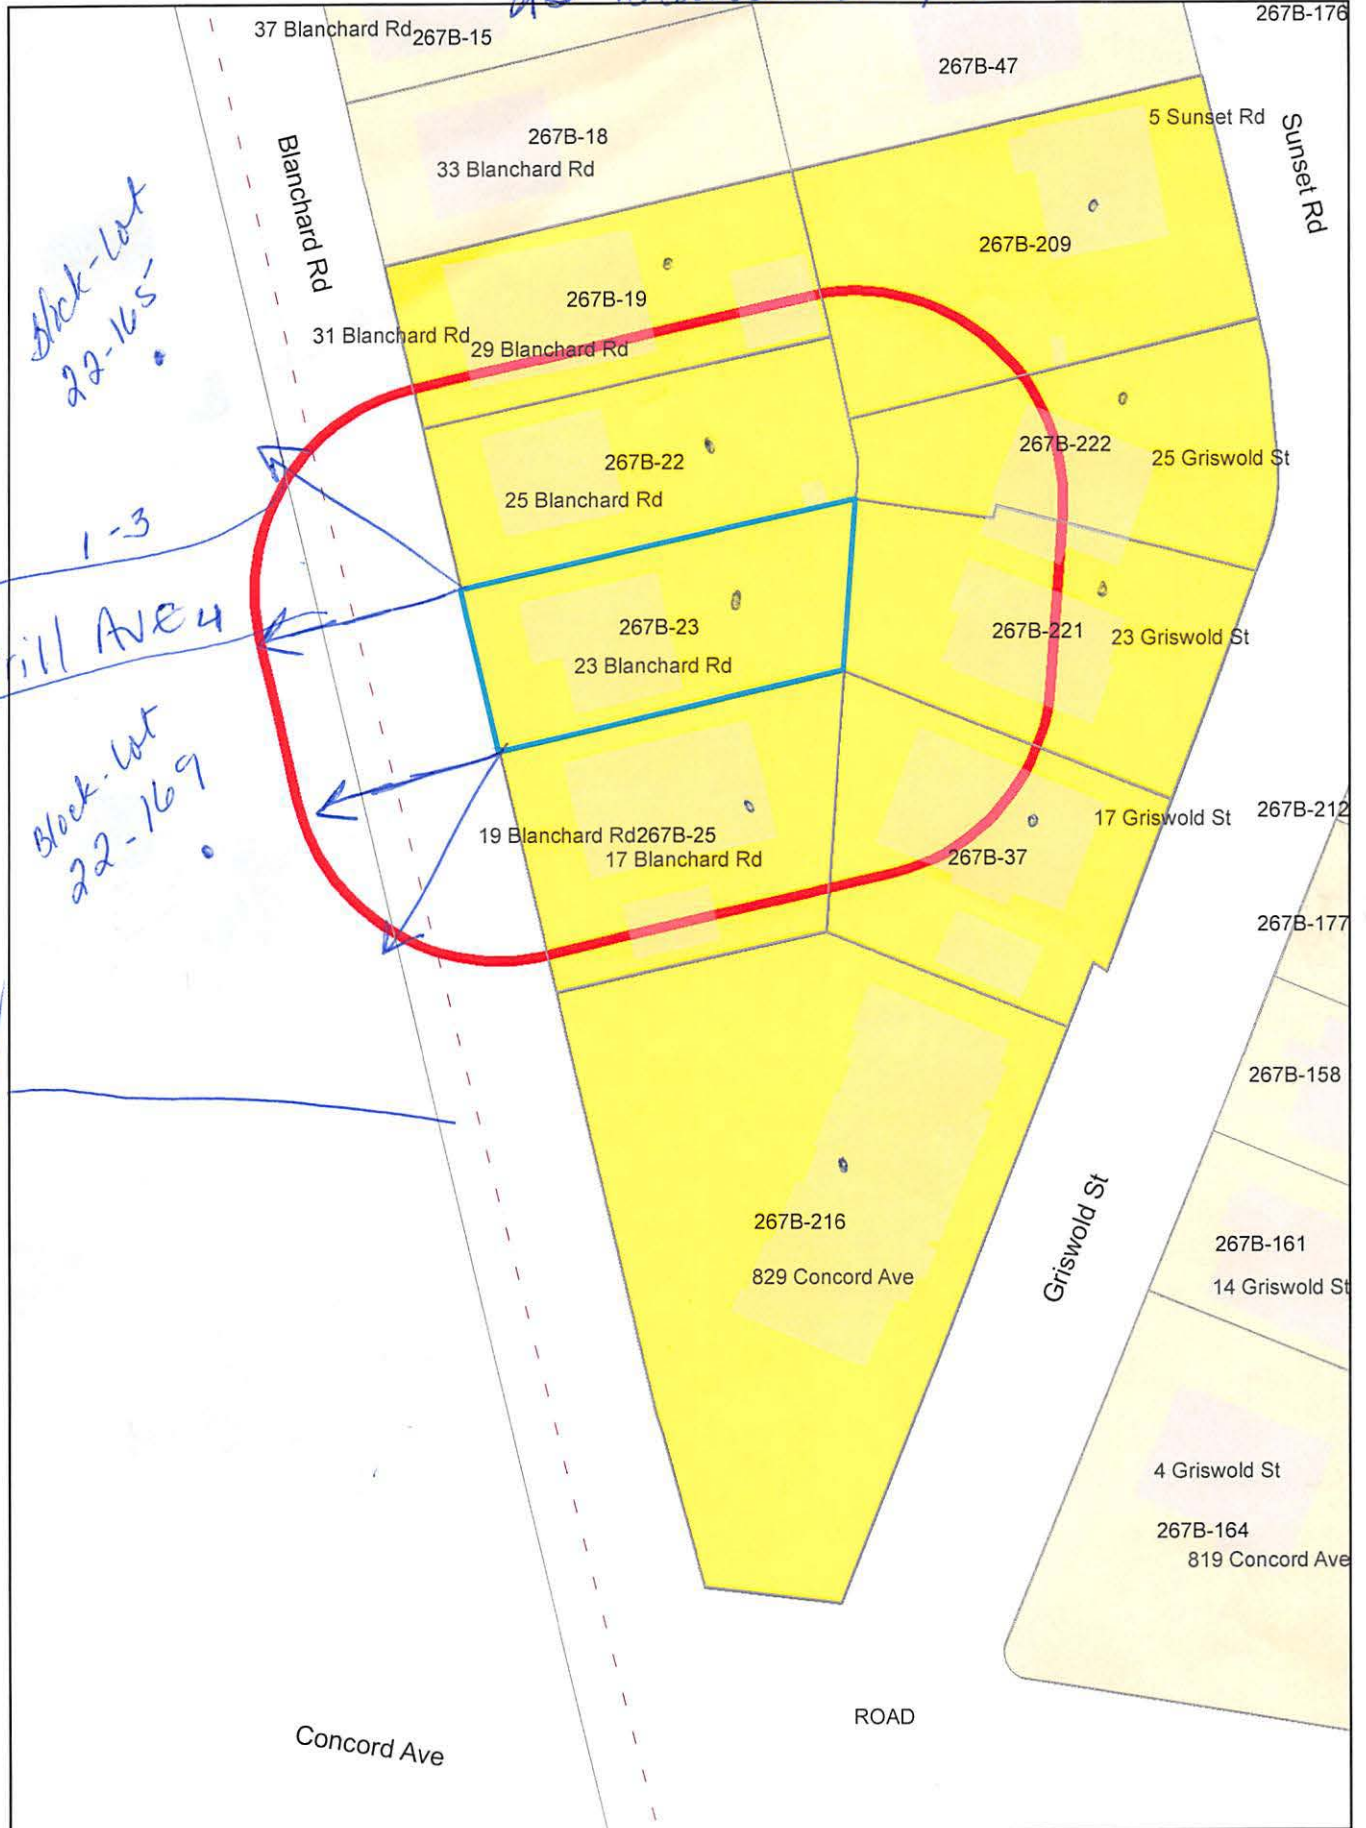 267B-176
37 Blanchard Rd
267B-15
267B-47
5 Sunset Rd
Sunset Rd
267B-18
33 Blanchard Rd
Blanchard Rd
Block-Lot
22-165
267B-209
267B-19
31 Blanchard Rd
29 Blanchard Rd
267B-222
25 Griswold St
267B-22
25 Blanchard Rd
1-3
rill AVE 4
267B-23
23 Blanchard Rd
267B-221
23 Griswold St
Block-Lot
22-169
19 Blanchard Rd
267B-25
17 Blanchard Rd
17 Griswold St
267B-37
267B-212
267B-177
267B-158
267B-216
829 Concord Ave
Griswold St
267B-161
14 Griswold St
4 Griswold St
267B-164
819 Concord Ave
ROAD
Concord Ave